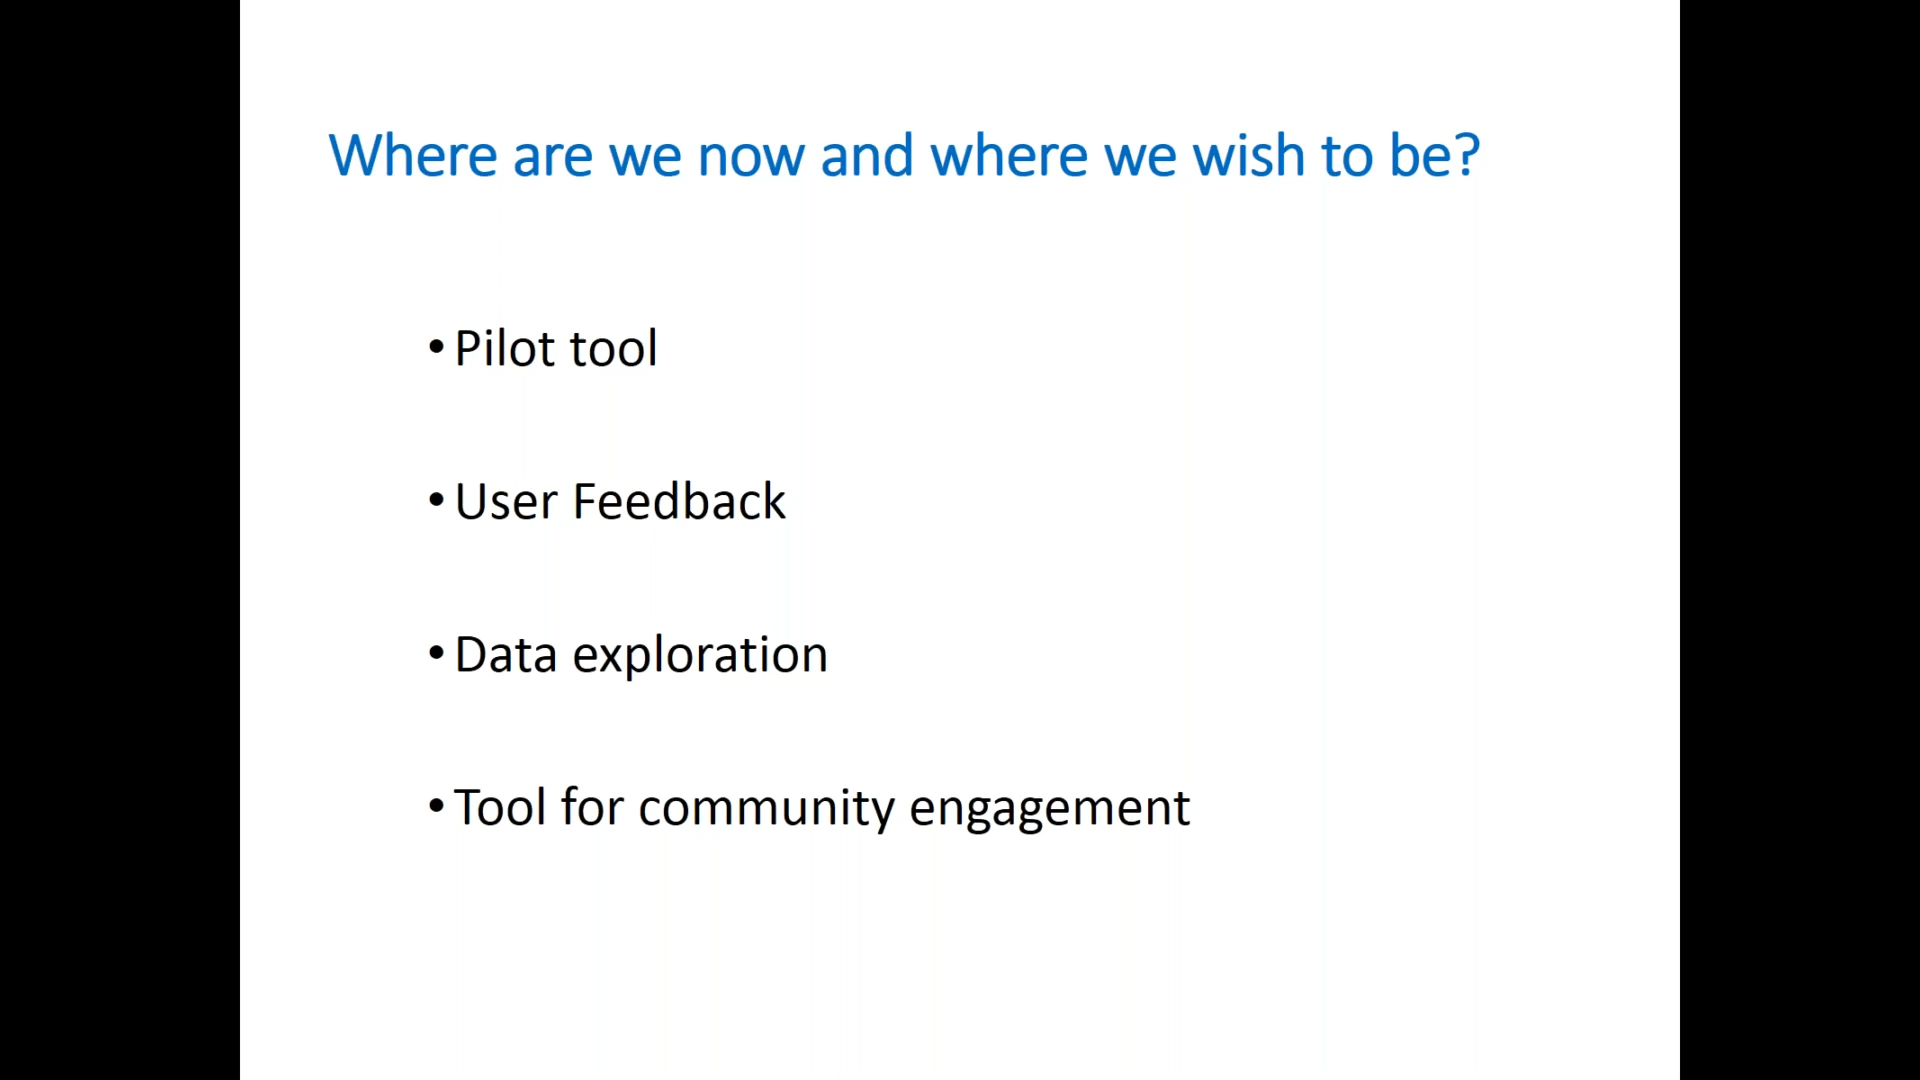 Where are we now and where we wish to be?
• Pilot tool
• User Feedback
• Data exploration
• Tool for community engagement